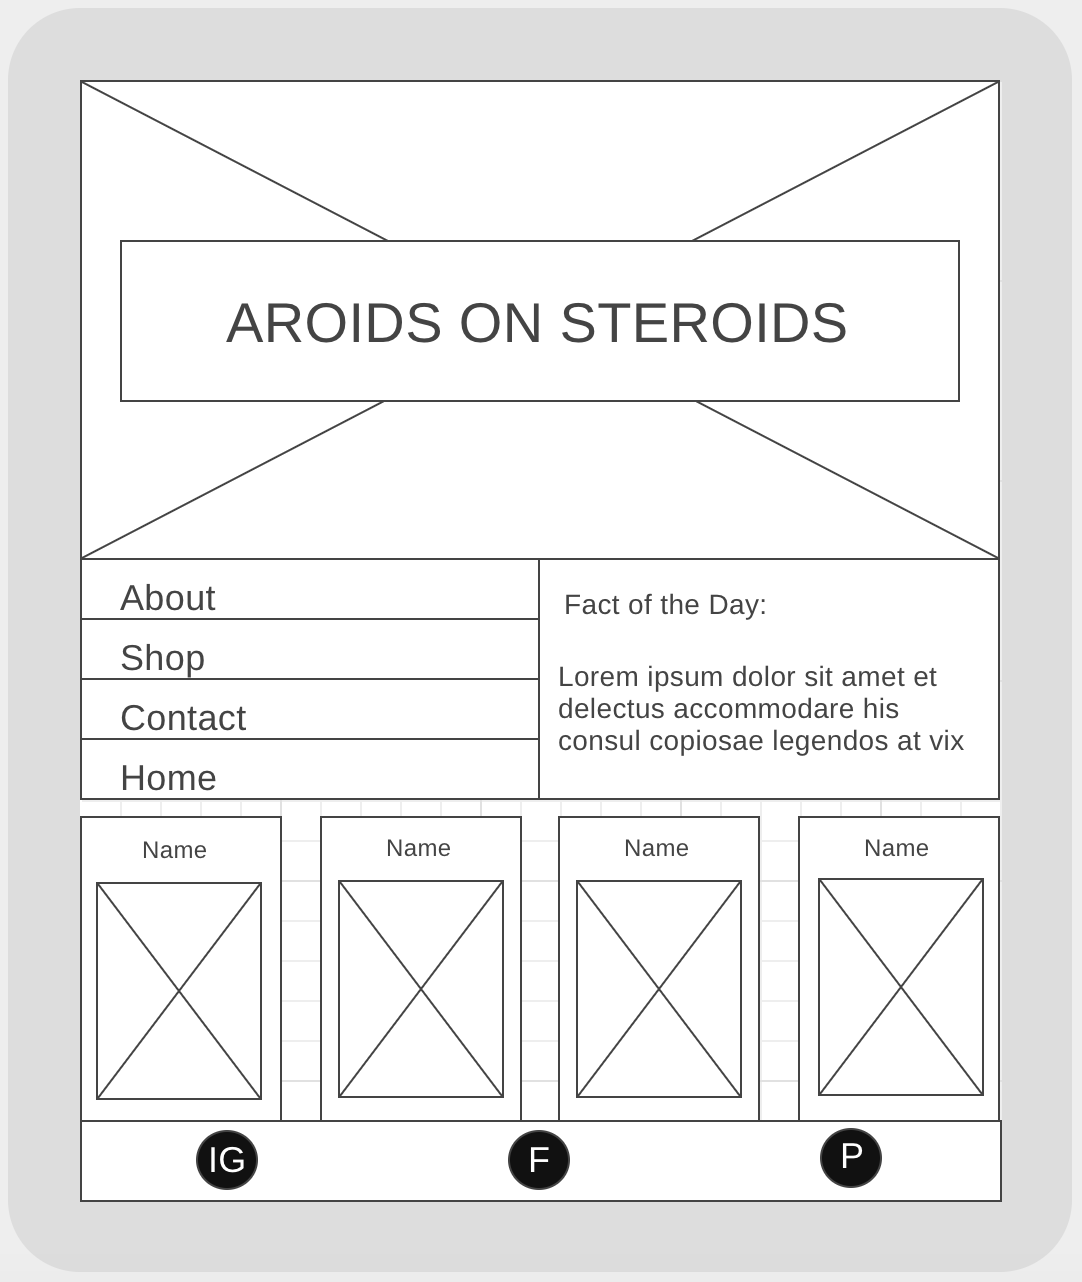 AROIDS ON STEROIDS
About
Shop
Contact
Home
Fact of the Day:
Lorem ipsum dolor sit amet et
delectus accommodare his
consul copiosae legendos at vix
Name
Name
Name
Name
IG
F
P